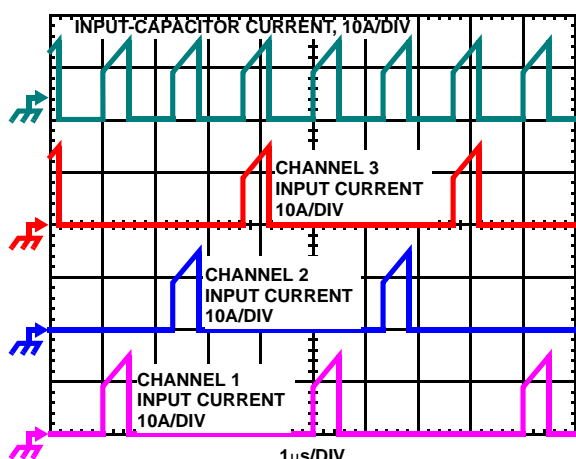 INPUT-CAPACITOR CURRENT, 10A/DIV
CHANNEL 3
INPUT CURRENT
10A/DIV
CHANNEL 2
INPUT CURRENT
10A/DIV
CHANNEL 1
INPUT CURRENT
10A/DIV
1μs/DIV